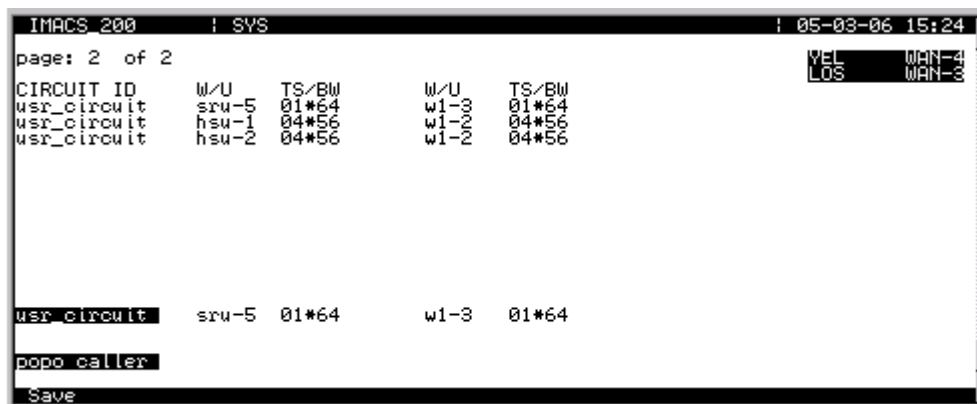 IMACS_200 | SYS | 05-03-06 15:24
page: 2 of 2 YEL WAN-4
LOS WAN-3
CIRCUIT ID W/U TS/BW W/U TS/BW
usr_circuit sru-5 01*64 w1-3 01*64
usr_circuit hsu-1 04*56 w1-2 04*56
usr_circuit hsu-2 04*56 w1-2 04*56
usr_circuit sru-5 01*64 w1-3 01*64
popo caller
Save